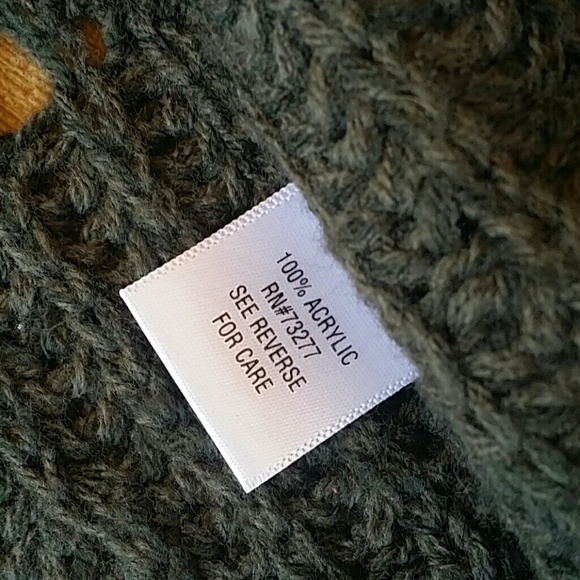 100% ACRYLIC
RN#73277
SEE REVERSE
FOR CARE